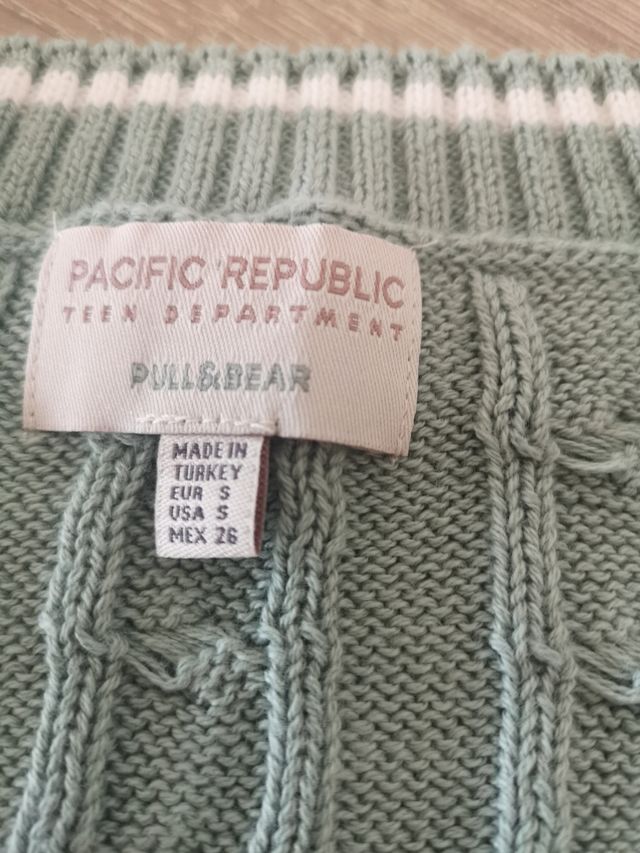 PACIFIC REPUBLIC
TEEN DEPARTMENT
PULL&BEAR
MADE IN
TURKEY
EUR S
USA S
MEX 26